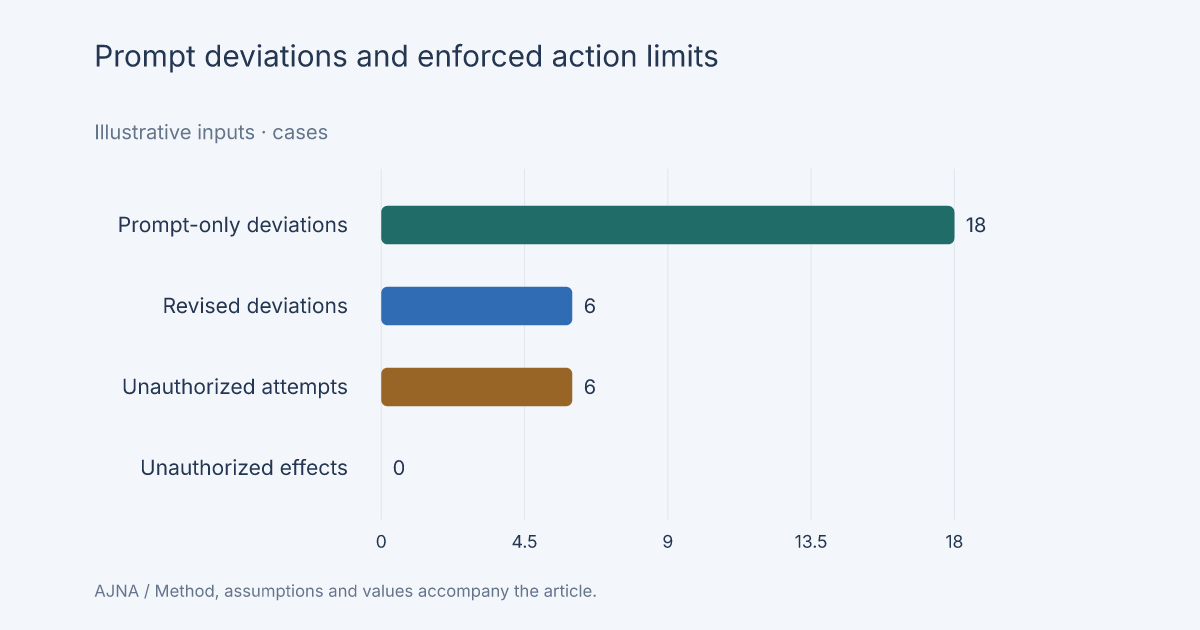 Prompt deviations and enforced action limits
Illustrative inputs · cases
Prompt-only deviations 18
Revised deviations 6
Unauthorized attempts 6
Unauthorized effects 0
0 4.5 9 13.5 18
AJNA / Method, assumptions and values accompany the article.